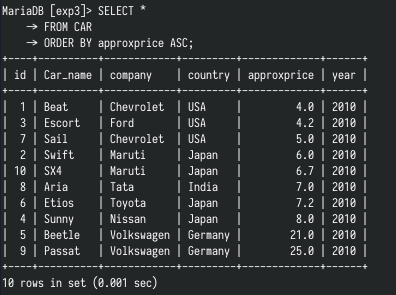 MariaDB [exp3]> SELECT *
    -> FROM CAR
    -> ORDER BY approxprice ASC;
+----+----------+------------+---------+-------------+------+
| id | Car_name | company    | country | approxprice | year |
+----+----------+------------+---------+-------------+------+
|  1 | Beat     | Chevrolet  | USA     |         4.0 | 2010 |
|  3 | Escort   | Ford       | USA     |         4.2 | 2010 |
|  7 | Sail     | Chevrolet  | USA     |         5.0 | 2010 |
|  2 | Swift    | Maruti     | Japan   |         6.0 | 2010 |
| 10 | SX4      | Maruti     | Japan   |         6.7 | 2010 |
|  8 | Aria     | Tata       | India   |         7.0 | 2010 |
|  6 | Etios    | Toyota     | Japan   |         7.2 | 2010 |
|  4 | Sunny    | Nissan     | Japan   |         8.0 | 2010 |
|  5 | Beetle   | Volkswagen | Germany |        21.0 | 2010 |
|  9 | Passat   | Volkswagen | Germany |        25.0 | 2010 |
+----+----------+------------+---------+-------------+------+
10 rows in set (0.001 sec)